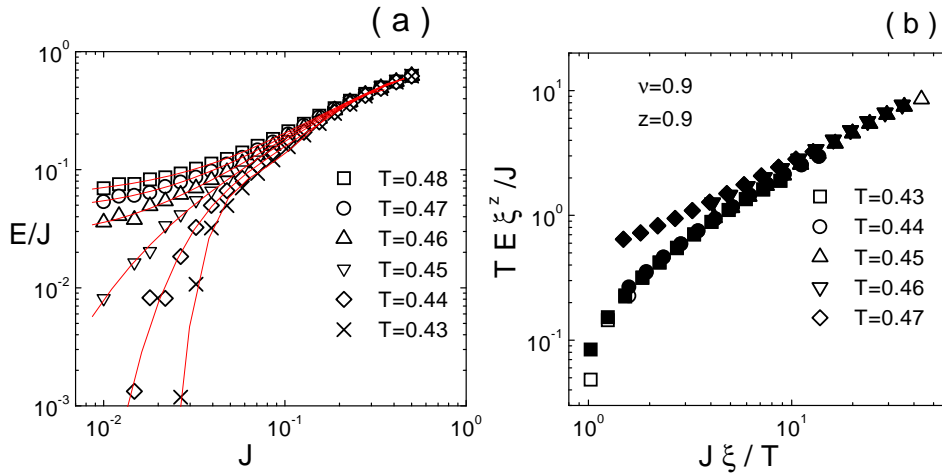 ( a )
10^0
10^-1
E/J
10^-2
10^-3
10^-2
10^-1
10^0
J
T=0.48
T=0.47
T=0.46
T=0.45
T=0.44
T=0.43
( b )
ν=0.9
z=0.9
10^1
10^0
10^-1
T E ξ^z /J
10^0
10^1
J ξ / T
T=0.43
T=0.44
T=0.45
T=0.46
T=0.47